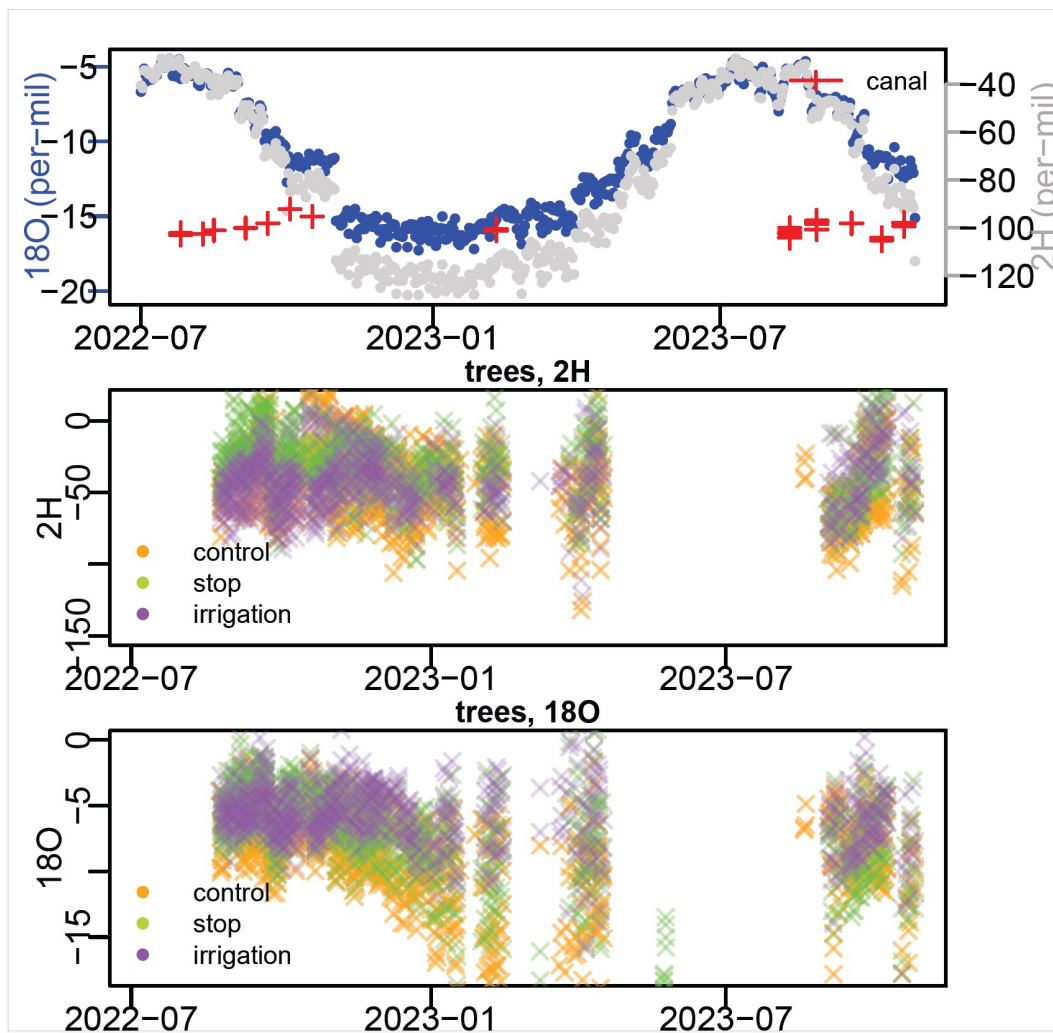 18O (per−mil)
−5
−10
−15
−20
canal
−40
−60
−80
−100
−120
2H (per−mil)
2022−07 2023−01 2023−07
trees, 2H
2H
0
−50
−150
control
stop
irrigation
2022−07 2023−01 2023−07
trees, 18O
18O
0
−5
−15
control
stop
irrigation
2022−07 2023−01 2023−07